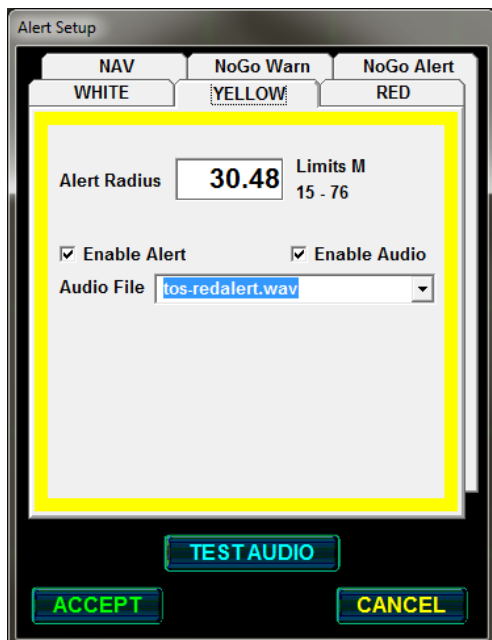 Alert Setup
NAV NoGo Warn NoGo Alert
WHITE YELLOW RED
Alert Radius 30.48 Limits M
15 - 76
Enable Alert Enable Audio
Audio File tos-redalert.wav
TEST AUDIO
ACCEPT CANCEL